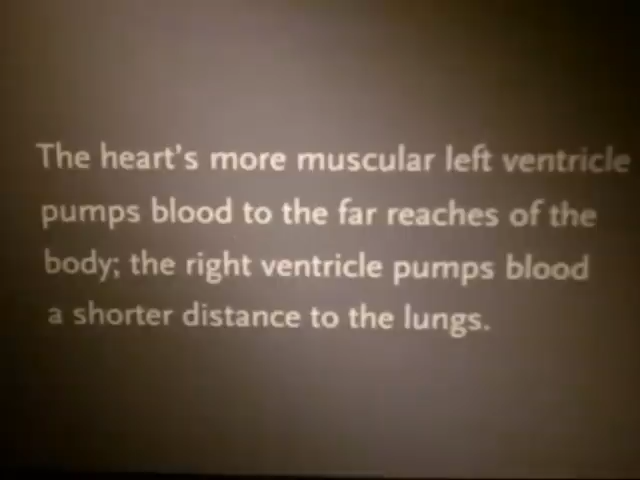 The heart's more muscular left ventricle
pumps blood to the far reaches of the
body; the right ventricle pumps blood
a shorter distance to the lungs.